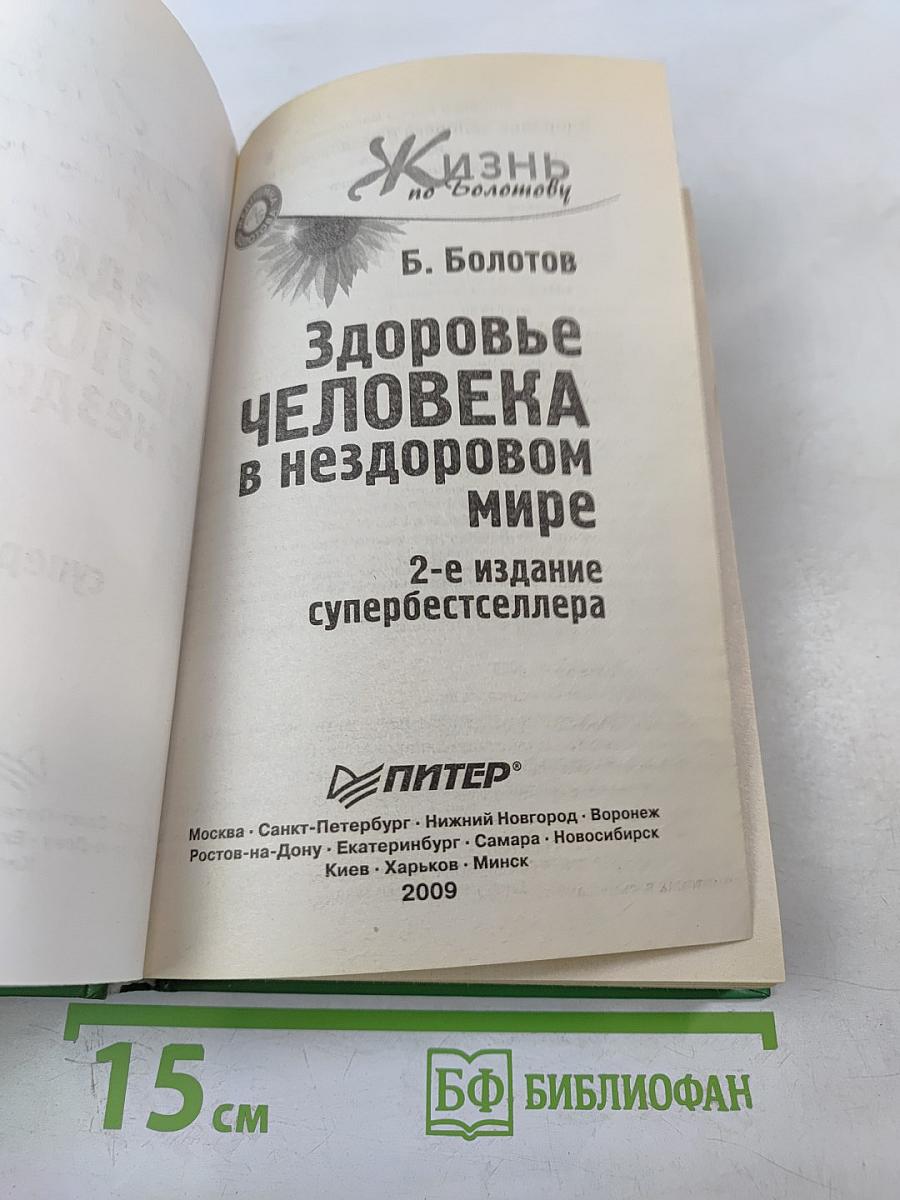 Жизнь
по Болотову
Б. Болотов
Здоровье
ЧЕЛОВЕКА
в нездоровом
мире
2-е издание
супербестселлера
ПИТЕР®
Москва · Санкт-Петербург · Нижний Новгород · Воронеж
Ростов-на-Дону · Екатеринбург · Самара · Новосибирск
Киев · Харьков · Минск
2009
15 см
БФ БИБЛИОФАН